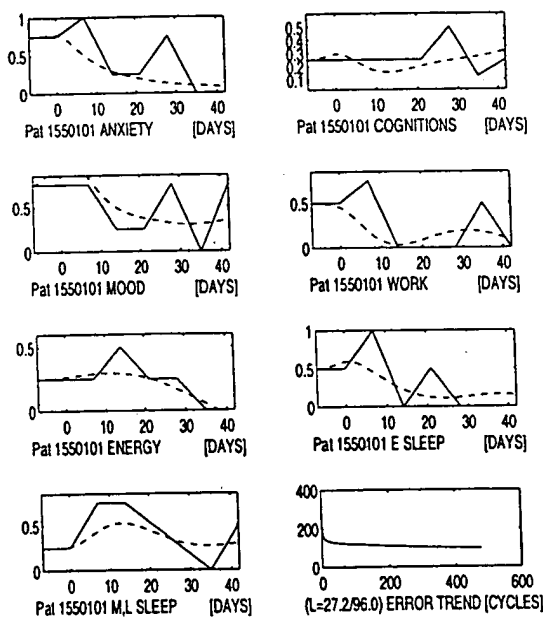 1
0.5
0
0 10 20 30 40
Pat 1550101 ANXIETY [DAYS]
0.5
0.4
0.3
0.2
0.1
0 10 20 30 40
Pat 1550101 COGNITIONS [DAYS]
0.5
0
0 10 20 30 40
Pat 1550101 MOOD [DAYS]
0.5
0
0 10 20 30 40
Pat 1550101 WORK [DAYS]
0.5
0
0 10 20 30 40
Pat 1550101 ENERGY [DAYS]
1
0.5
0
0 10 20 30 40
Pat 1550101 E SLEEP [DAYS]
0.5
0
0 10 20 30 40
Pat 1550101 M,L SLEEP [DAYS]
400
200
0
0 200 400 600
(L=27.2/96.0) ERROR TREND [CYCLES]